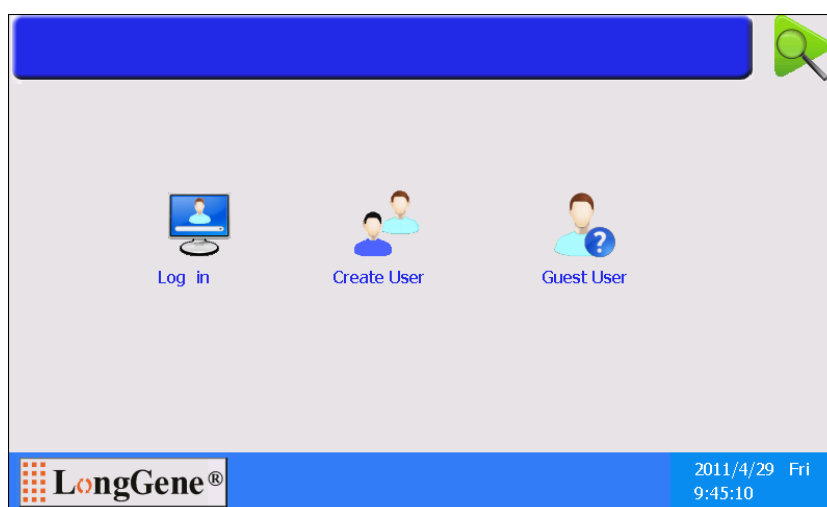 Log in
Create User
Guest User
?
LongGene®
2011/4/29 Fri
9:45:10